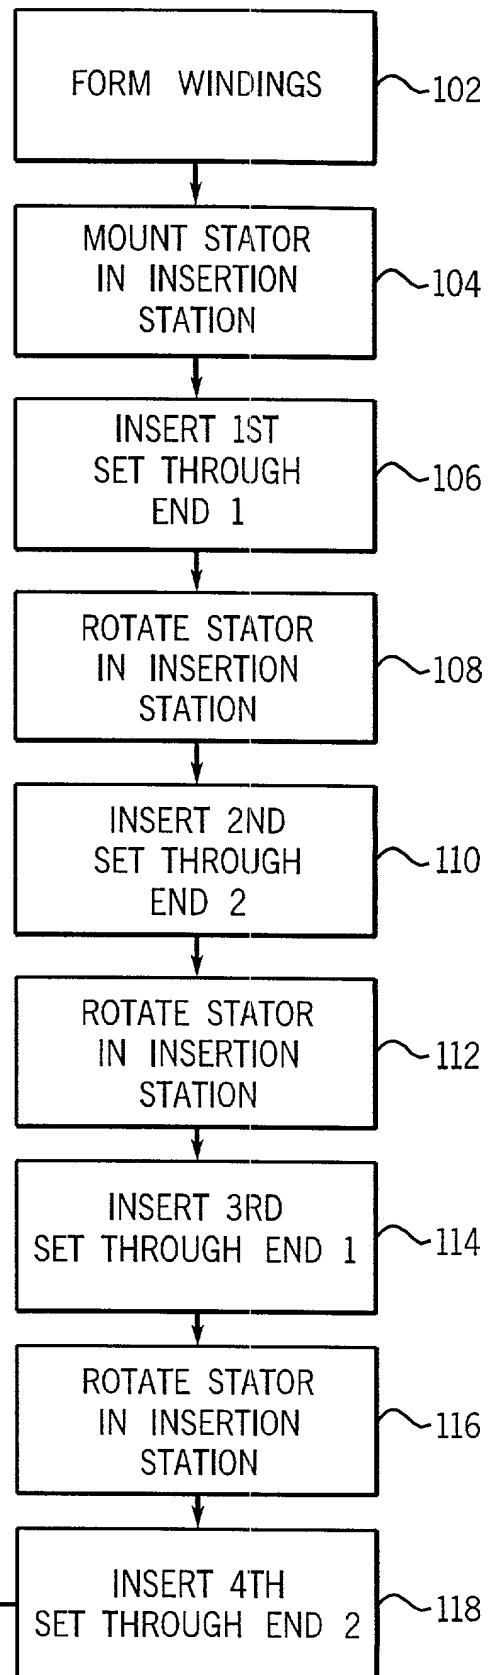 FORM WINDINGS
102
MOUNT STATOR
IN INSERTION
STATION
104
INSERT 1ST
SET THROUGH
END 1
106
ROTATE STATOR
IN INSERTION
STATION
108
INSERT 2ND
SET THROUGH
END 2
110
ROTATE STATOR
IN INSERTION
STATION
112
INSERT 3RD
SET THROUGH END 1
114
ROTATE STATOR
IN INSERTION
STATION
116
INSERT 4TH
SET THROUGH END 2
118